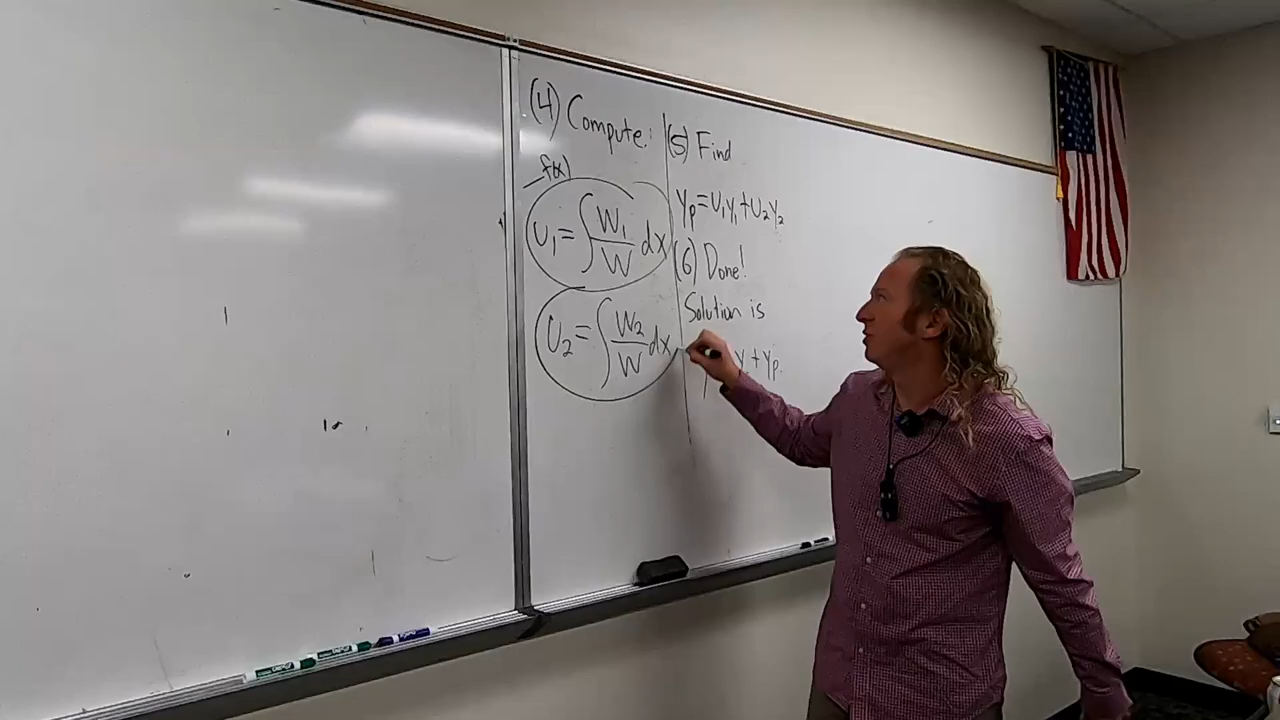 (4) Compute:
f(x)
U₁ = ∫ W₁/W dx
U₂ = ∫ W₂/W dx
(5) Find
yₚ = U₁y₁ + U₂y₂
(6) Done!
Solution is
y + yₚ